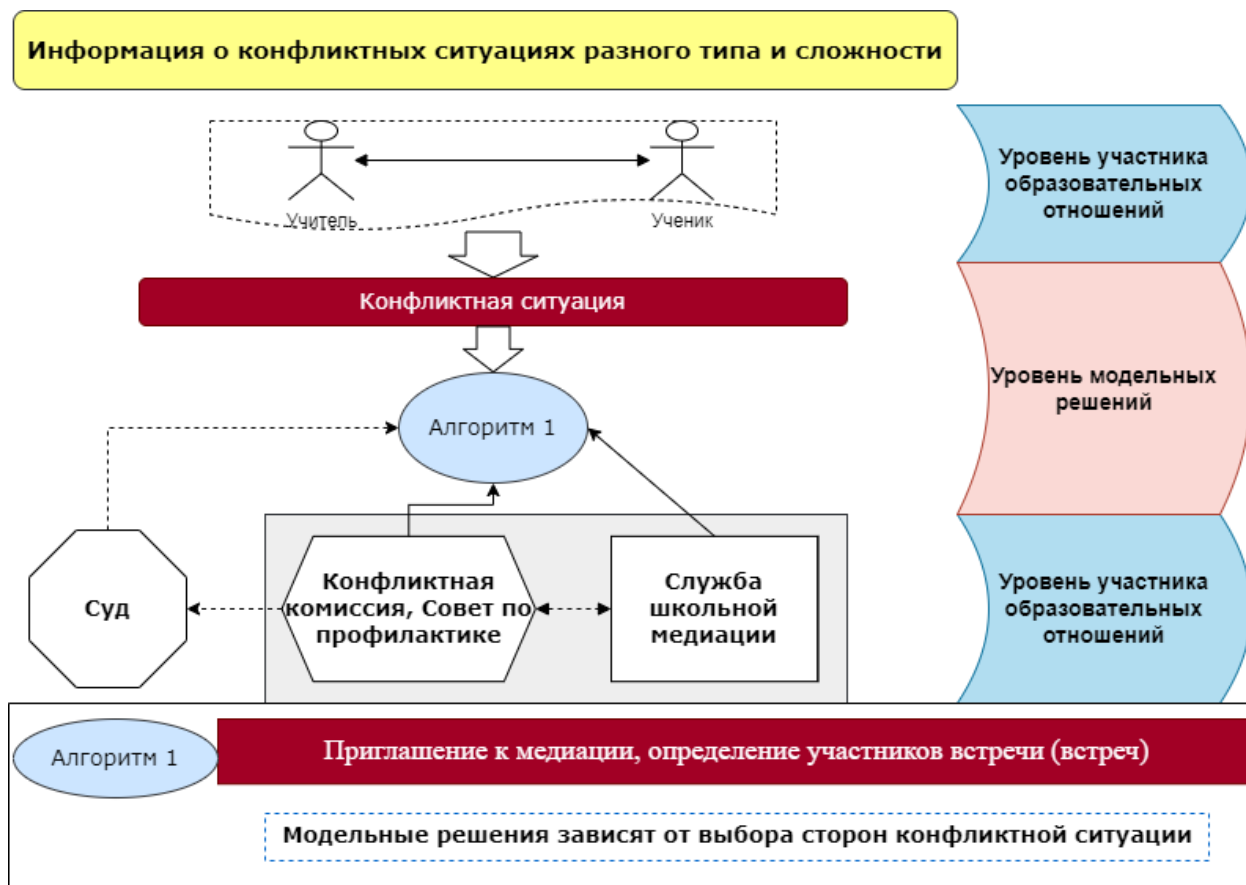 Информация о конфликтных ситуациях разного типа и сложности
Учитель
Ученик
Уровень участника
образовательных
отношений
Конфликтная ситуация
Уровень модельных
решений
Алгоритм 1
Суд
Конфликтная
комиссия, Совет по
профилактике
Служба
школьной
медиации
Уровень участника
образовательных
отношений
Алгоритм 1
Приглашение к медиации, определение участников встречи (встреч)
Модельные решения зависят от выбора сторон конфликтной ситуации